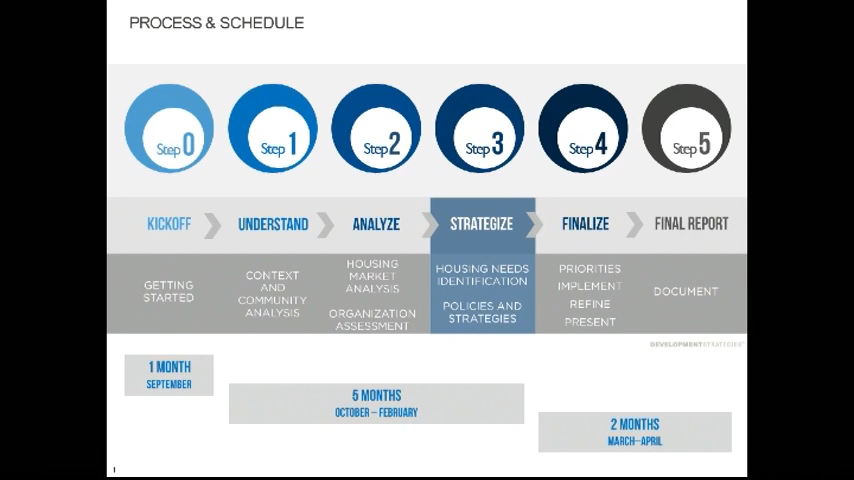 PROCESS & SCHEDULE
Step 0
Step 1
Step 2
Step 3
Step 4
Step 5
KICKOFF
UNDERSTAND
ANALYZE
STRATEGIZE
FINALIZE
FINAL REPORT
GETTING
STARTED
CONTEXT
AND
COMMUNITY
ANALYSIS
HOUSING
MARKET
ANALYSIS
ORGANIZATION
ASSESSMENT
HOUSING NEEDS
IDENTIFICATION
POLICIES AND
STRATEGIES
PRIORITIES
IMPLEMENT
REFINE
PRESENT
DOCUMENT
DEVELOPMENTSTRATEGIES
1 MONTH
SEPTEMBER
5 MONTHS
OCTOBER – FEBRUARY
2 MONTHS
MARCH–APRIL
1